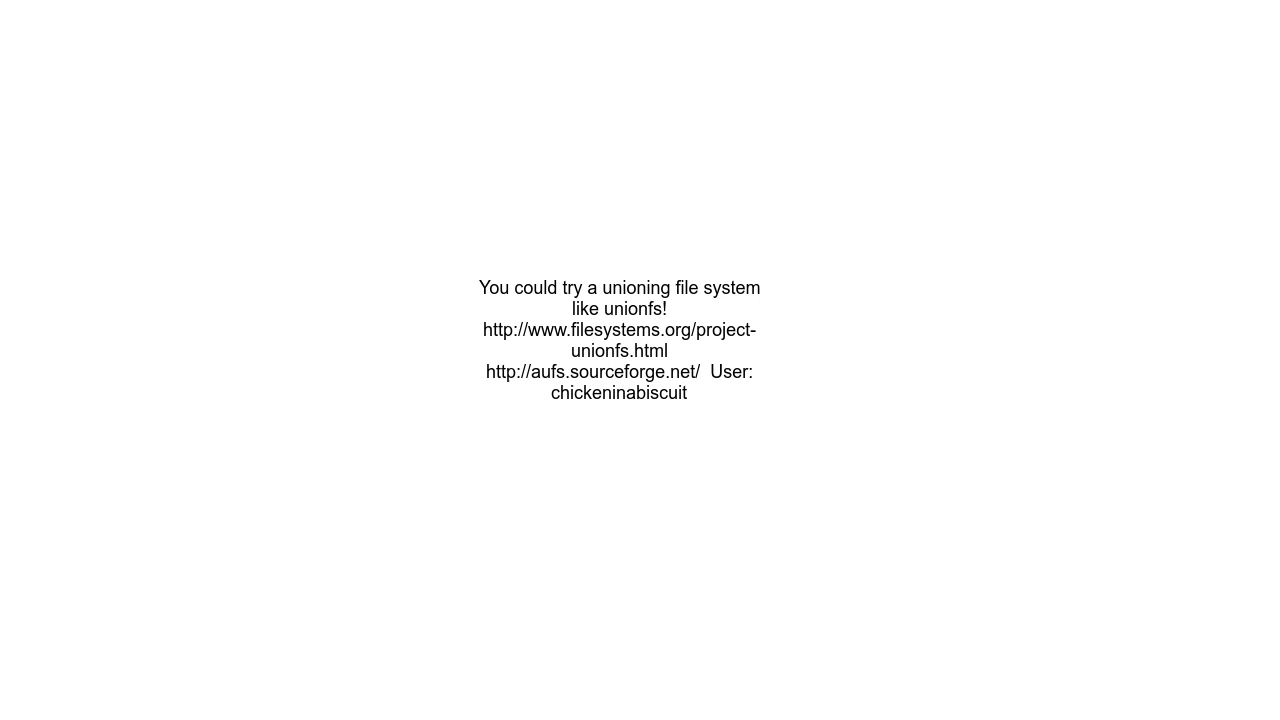 You could try a unioning file system
like unionfs!
http://www.filesystems.org/project-
unionfs.html
http://aufs.sourceforge.net/  User:
chickeninabiscuit